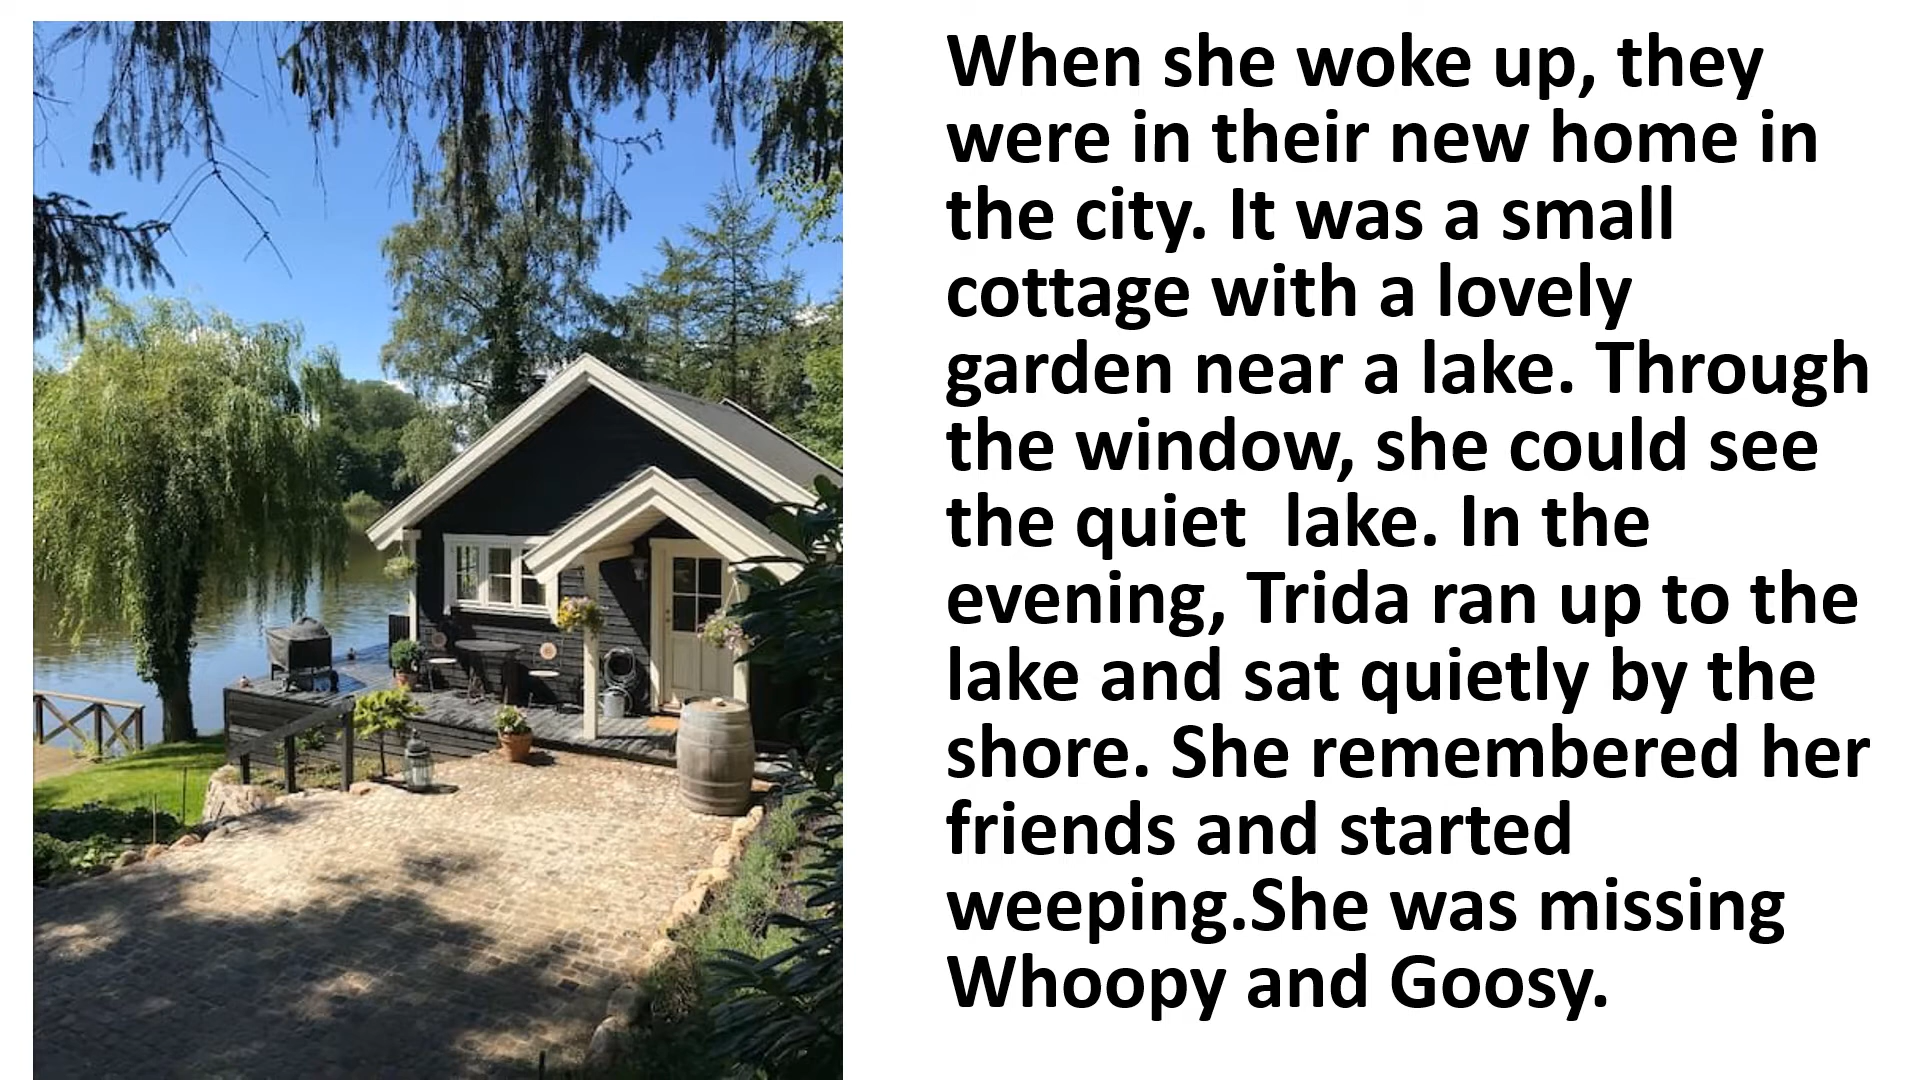 When she woke up, they
were in their new home in
the city. It was a small
cottage with a lovely
garden near a lake. Through
the window, she could see
the quiet  lake. In the
evening, Trida ran up to the
lake and sat quietly by the
shore. She remembered her
friends and started
weeping.She was missing
Whoopy and Goosy.